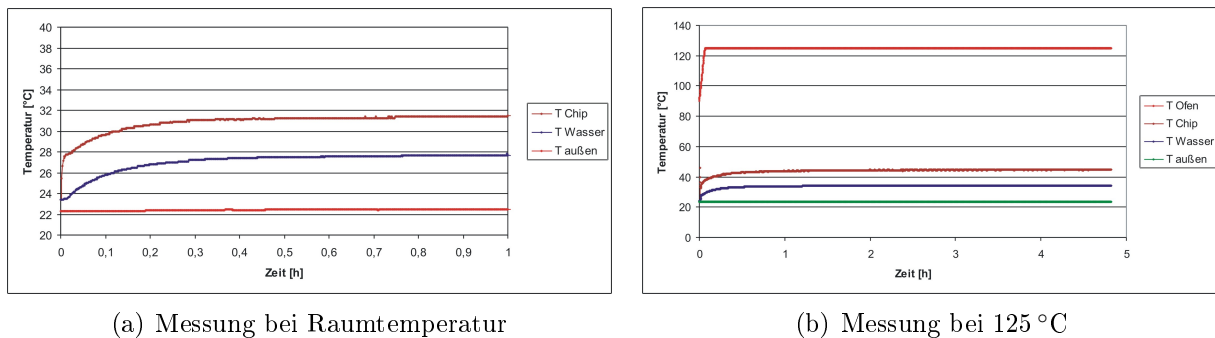 40
38
36
34
32
30
28
26
24
22
20
Temperatur [°C]
0 0,1 0,2 0,3 0,4 0,5 0,6 0,7 0,8 0,9 1
Zeit [h]
T Chip
T Wasser
T außen
(a) Messung bei Raumtemperatur
140
120
100
80
60
40
20
0
Temperatur [°C]
0 1 2 3 4 5
Zeit [h]
T Ofen
T Chip
T Wasser
T außen
(b) Messung bei 125 °C